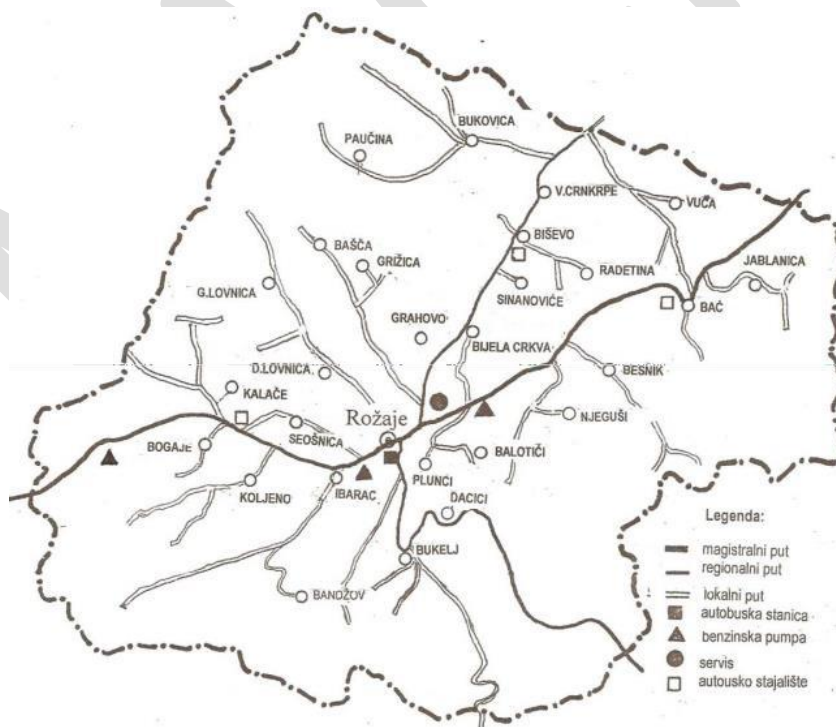 BUKOVICA
PAUČINA
V.CRNKRPE
VUČA
BIŠEVO
BAŠČA
GRIŽICA
RADETINA
JABLANICA
G.LOVNICA
SINANOVIĆE
BAĆ
GRAHOVO
BIJELA CRKVA
D.LOVNICA
BESNIK
KALAČE
Rožaje
NJEGUŠI
SEOŠNICA
BOGAJE
BALOTIČI
PLUNCI
KOLJENO
IBARAC
DACICI
BUKELJ
BANDŽOV
Legenda:
magistralni put
regionalni put
lokalni put
autobuska stanica
benzinska pumpa
servis
autousko stajalište